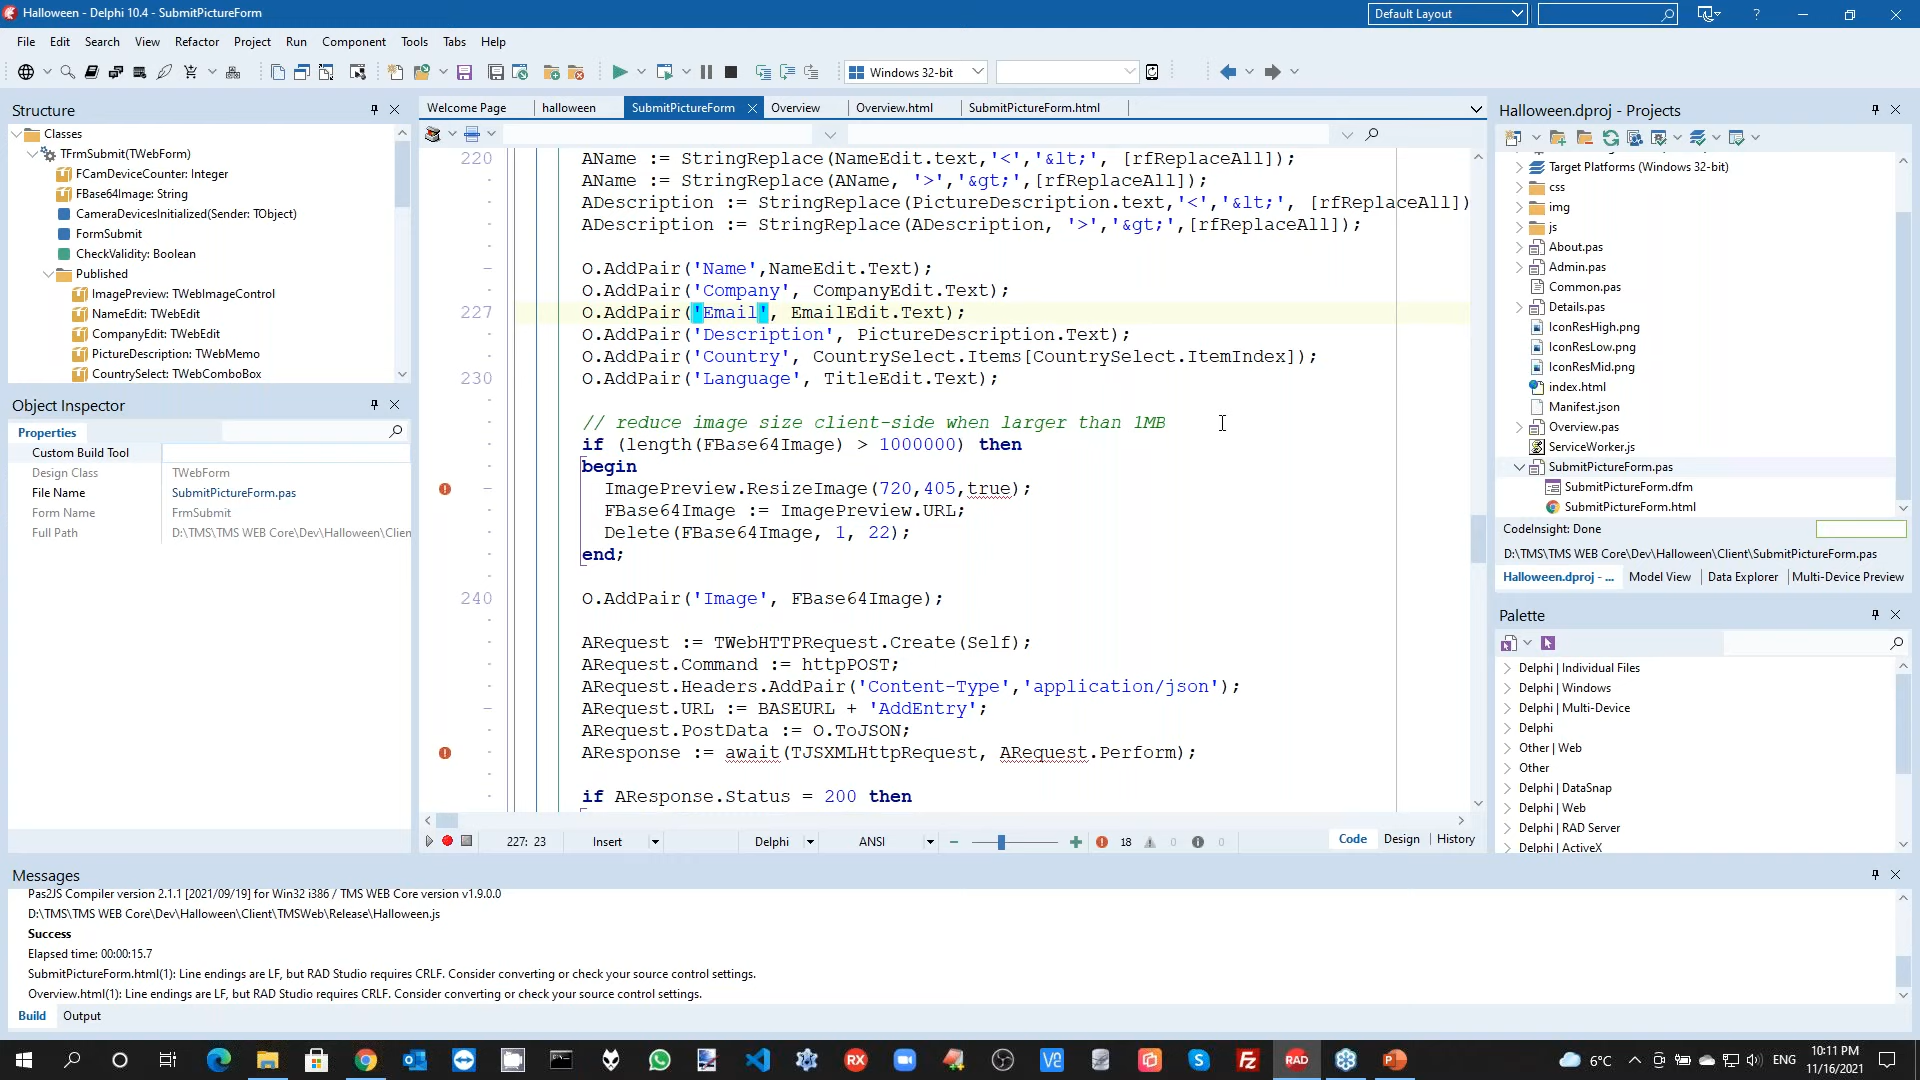 Halloween - Delphi 10.4 - SubmitPictureForm
Default Layout
File Edit Search View Refactor Project Run Component Tools Tabs Help
Windows 32-bit
Structure
Classes
TFrmSubmit(TWebForm)
FCamDeviceCounter: Integer
FBase64Image: String
CameraDevicesInitialized(Sender: TObject)
FormSubmit
CheckValidity: Boolean
Published
ImagePreview: TWebImageControl
NameEdit: TWebEdit
CompanyEdit: TWebEdit
PictureDescription: TWebMemo
CountrySelect: TWebComboBox
Object Inspector
Properties
Custom Build Tool
Design Class TWebForm
File Name SubmitPictureForm.pas
Form Name FrmSubmit
Full Path D:\TMS\TMS WEB Core\Dev\Halloween\Clien
Welcome Page halloween SubmitPictureForm Overview Overview.html SubmitPictureForm.html
220 AName := StringReplace(NameEdit.text,'<','&lt;', [rfReplaceAll]);
AName := StringReplace(AName, '>','&gt;',[rfReplaceAll]);
ADescription := StringReplace(PictureDescription.text,'<','&lt;', [rfReplaceAll])
ADescription := StringReplace(ADescription, '>','&gt;',[rfReplaceAll]);
O.AddPair('Name',NameEdit.Text);
O.AddPair('Company', CompanyEdit.Text);
227 O.AddPair('Email', EmailEdit.Text);
O.AddPair('Description', PictureDescription.Text);
O.AddPair('Country', CountrySelect.Items[CountrySelect.ItemIndex]);
230 O.AddPair('Language', TitleEdit.Text);
// reduce image size client-side when larger than 1MB
if (length(FBase64Image) > 1000000) then
begin
ImagePreview.ResizeImage(720,405,true);
FBase64Image := ImagePreview.URL;
Delete(FBase64Image, 1, 22);
end;
240 O.AddPair('Image', FBase64Image);
ARequest := TWebHTTPRequest.Create(Self);
ARequest.Command := httpPOST;
ARequest.Headers.AddPair('Content-Type','application/json');
ARequest.URL := BASEURL + 'AddEntry';
ARequest.PostData := O.ToJSON;
AResponse := await(TJSXMLHttpRequest, ARequest.Perform);
if AResponse.Status = 200 then
227: 23 Insert Delphi ANSI 18 0 0 Code Design History
Halloween.dproj - Projects
Target Platforms (Windows 32-bit)
css
img
js
About.pas
Admin.pas
Common.pas
Details.pas
IconResHigh.png
IconResLow.png
IconResMid.png
index.html
Manifest.json
Overview.pas
ServiceWorker.js
SubmitPictureForm.pas
SubmitPictureForm.dfm
SubmitPictureForm.html
CodeInsight: Done
D:\TMS\TMS WEB Core\Dev\Halloween\Client\SubmitPictureForm.pas
Halloween.dproj - ... Model View Data Explorer Multi-Device Preview
Palette
Delphi | Individual Files
Delphi | Windows
Delphi | Multi-Device
Delphi
Other | Web
Other
Delphi | DataSnap
Delphi | Web
Delphi | RAD Server
Delphi | ActiveX
Messages
Pas2JS Compiler version 2.1.1 [2021/09/19] for Win32 i386 / TMS WEB Core version v1.9.0.0
D:\TMS\TMS WEB Core\Dev\Halloween\Client\TMSWeb\Release\Halloween.js
Success
Elapsed time: 00:00:15.7
SubmitPictureForm.html(1): Line endings are LF, but RAD Studio requires CRLF. Consider converting or check your source control settings.
Overview.html(1): Line endings are LF, but RAD Studio requires CRLF. Consider converting or check your source control settings.
Build Output
RX RAD 6°C ENG
10:11 PM
11/16/2021